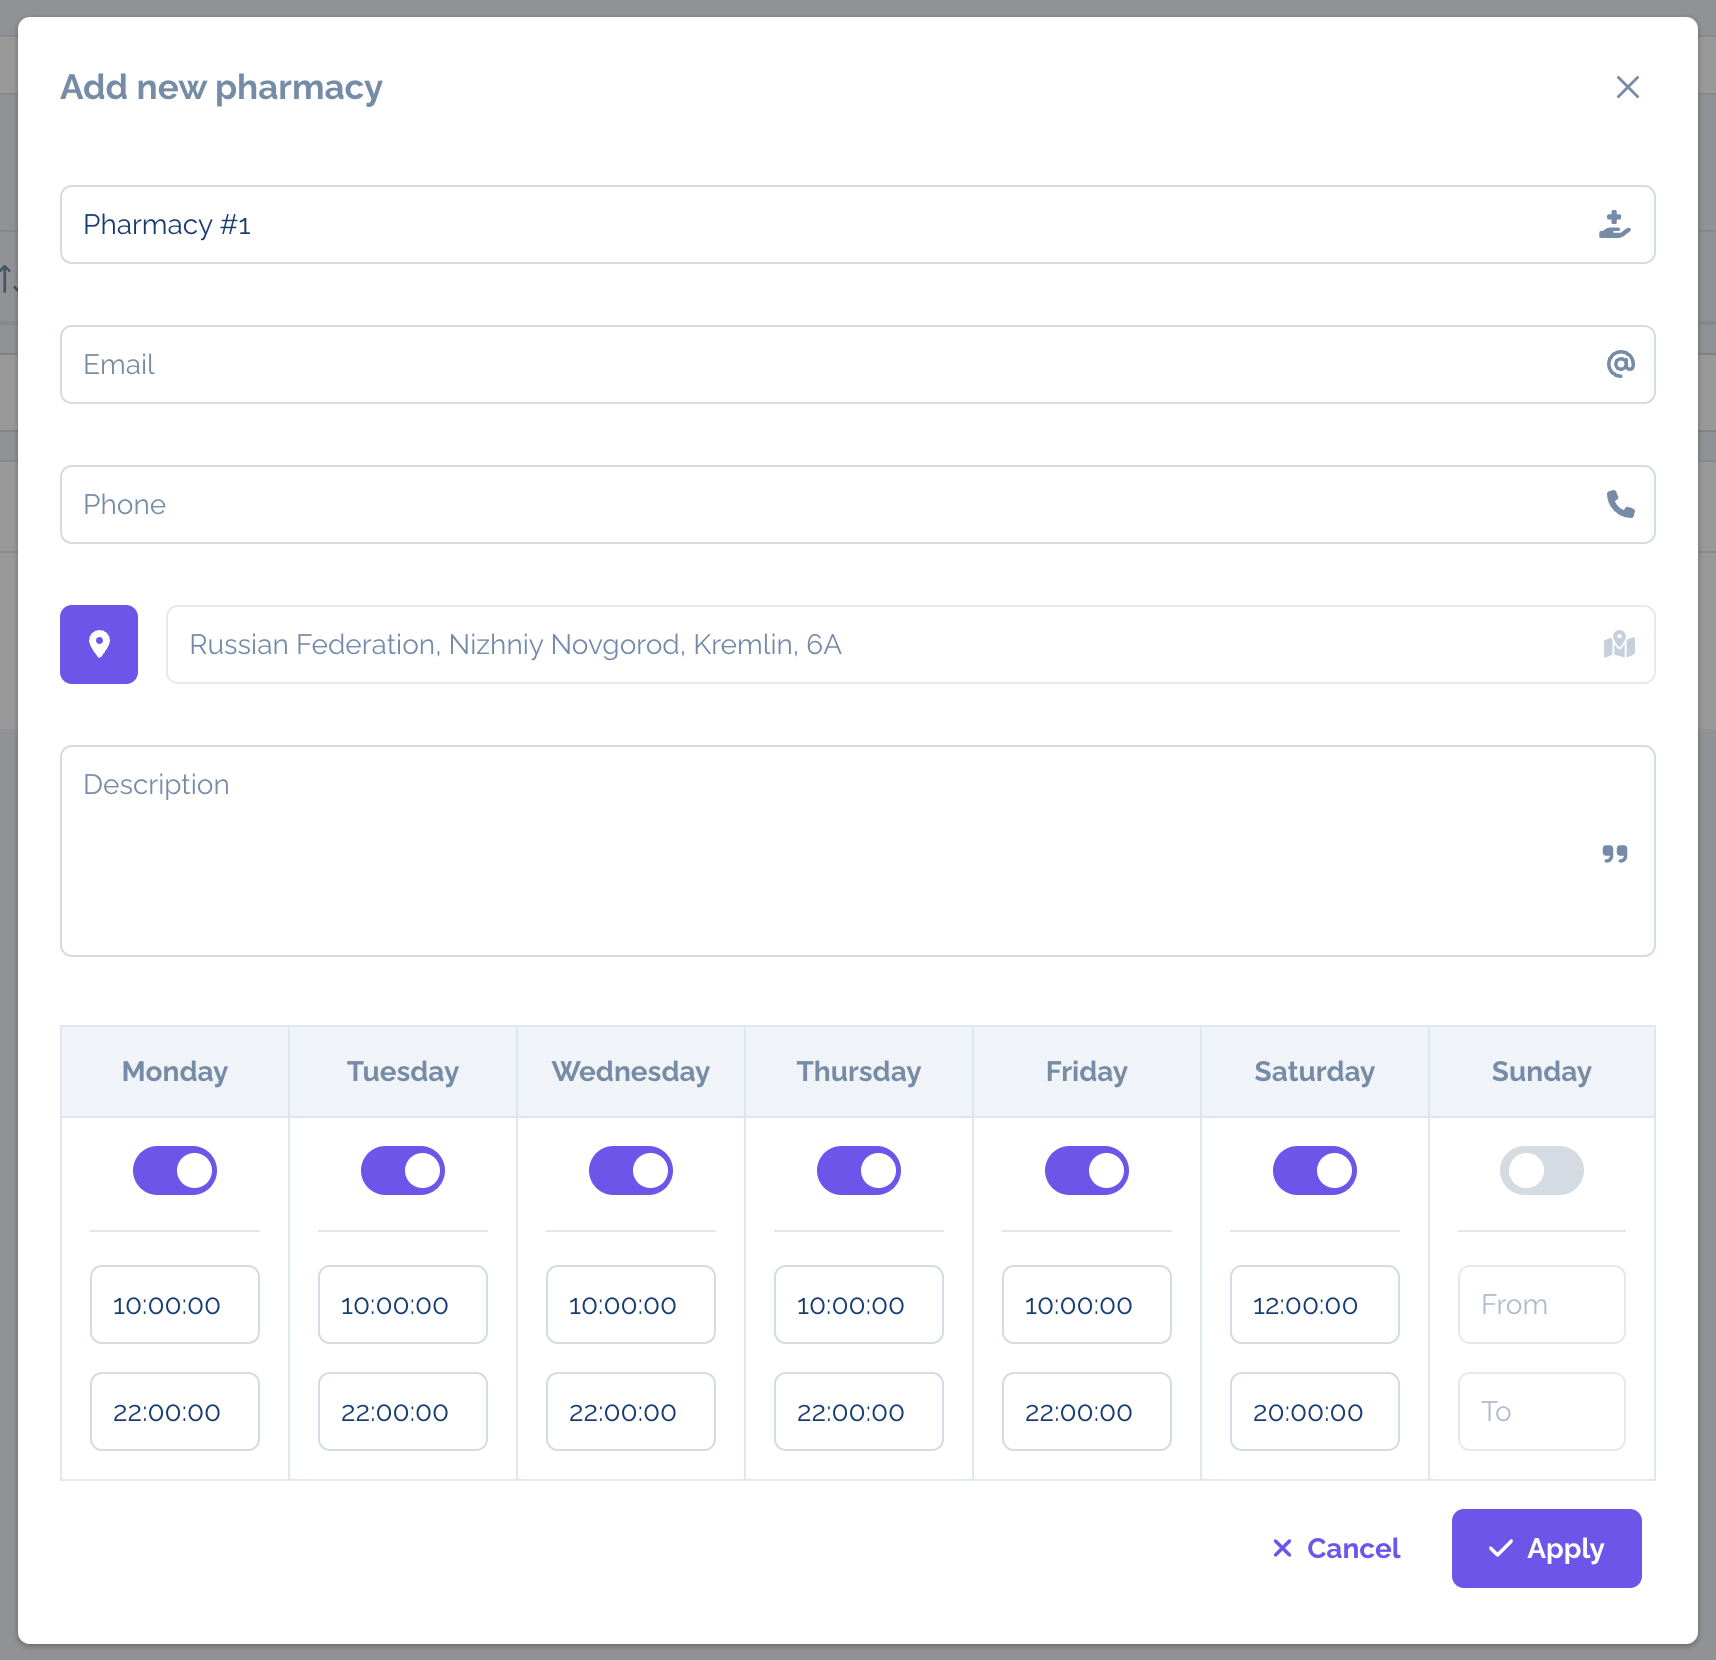 Add new pharmacy
Pharmacy #1
Email
Phone
Russian Federation, Nizhniy Novgorod, Kremlin, 6A
Description
Monday Tuesday Wednesday Thursday Friday Saturday Sunday
10:00:00 10:00:00 10:00:00 10:00:00 10:00:00 12:00:00 From
22:00:00 22:00:00 22:00:00 22:00:00 22:00:00 20:00:00 To
Cancel Apply